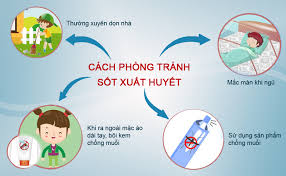 Thường xuyên dọn nhà
CÁCH PHÒNG TRÁNH
SỐT XUẤT HUYẾT
Mắc màn khi ngủ
Khi ra ngoài mặc áo
dài tay, bôi kem
chống muỗi
Sử dụng sản phẩm
chống muỗi